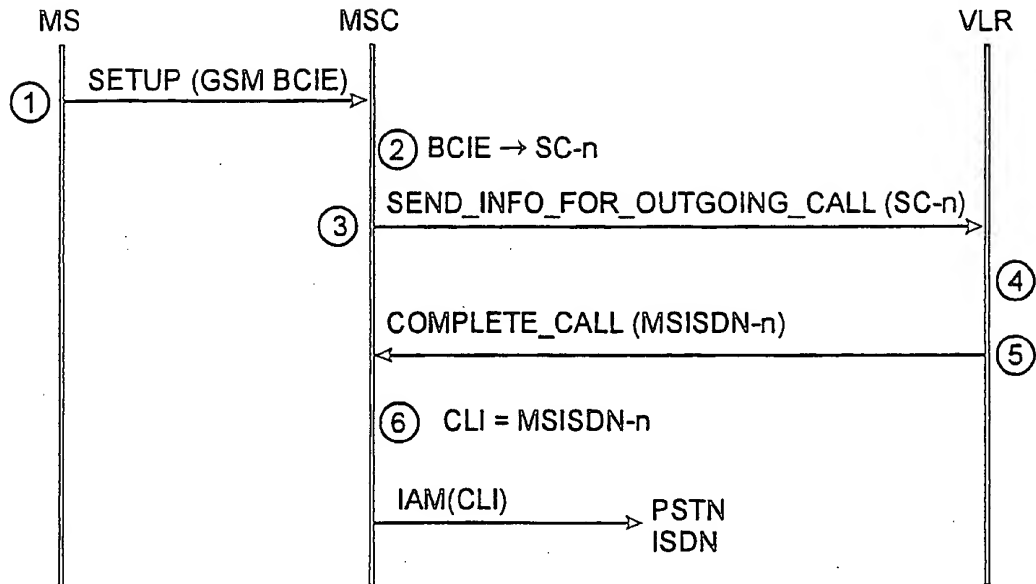 MS MSC VLR
SETUP (GSM BCIE)
1
2 BCIE → SC-n
SEND_INFO_FOR_OUTGOING_CALL (SC-n)
3
4
COMPLETE_CALL (MSISDN-n)
5
6 CLI = MSISDN-n
IAM(CLI)
PSTN
ISDN